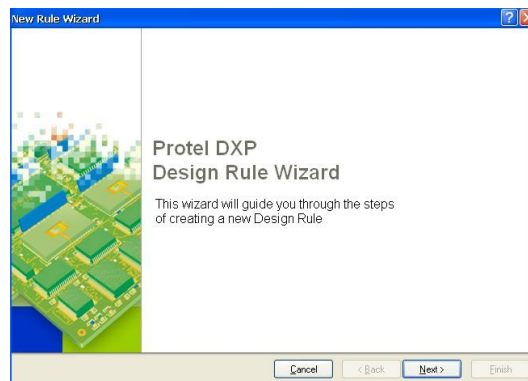 New Rule Wizard
Protel DXP
Design Rule Wizard
This wizard will guide you through the steps
of creating a new Design Rule
Cancel
< Back
Next >
Finish